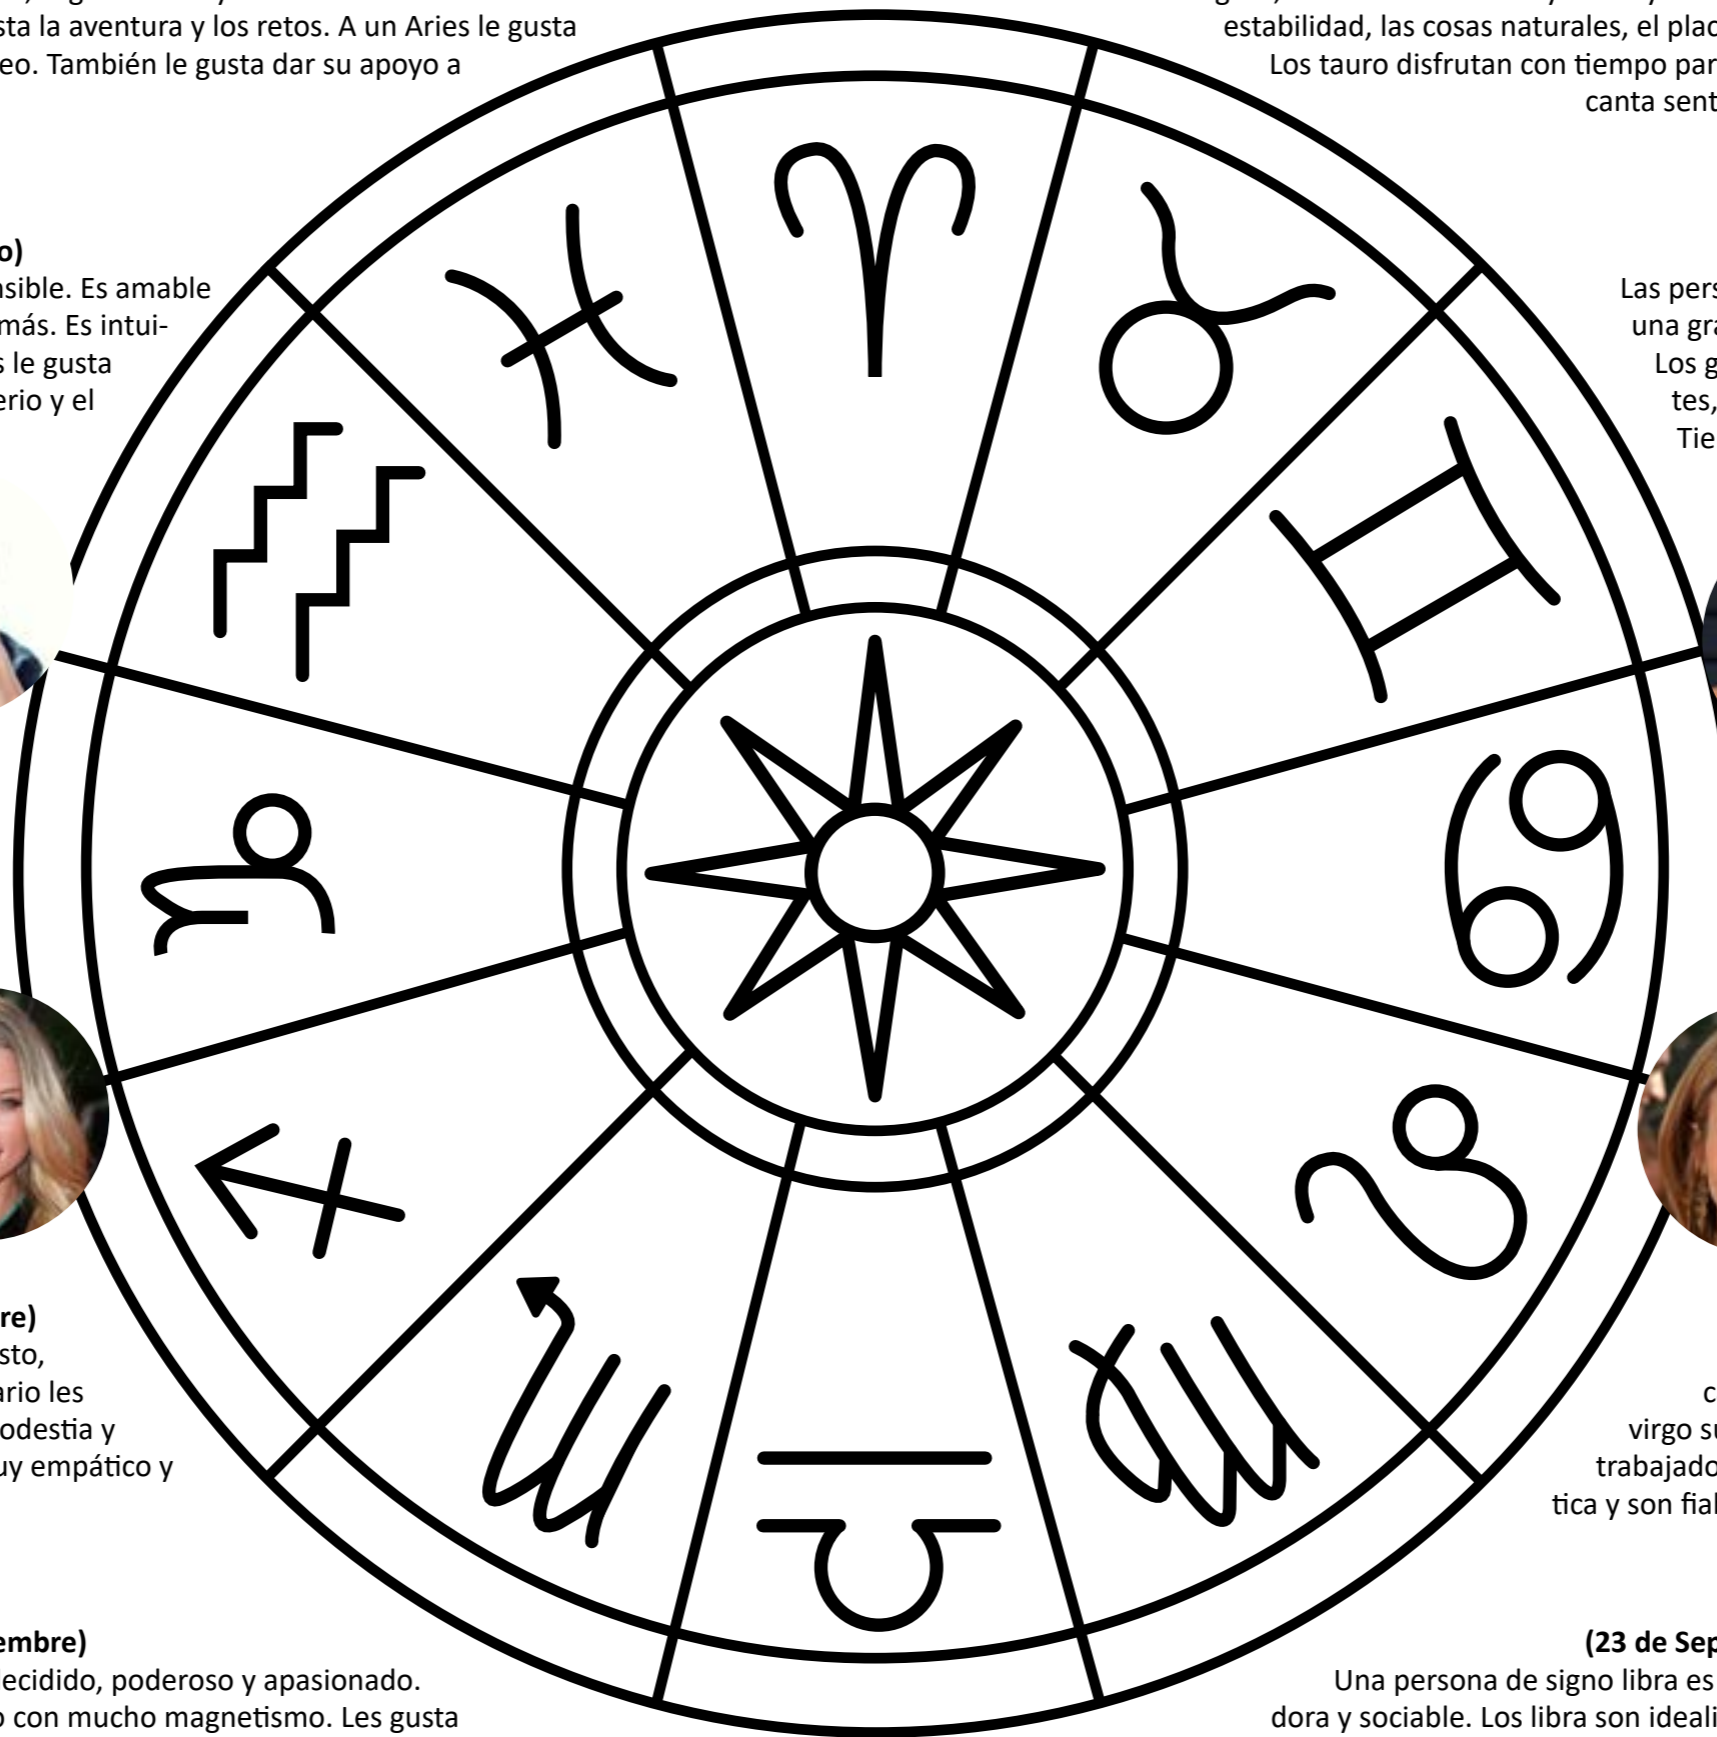 sta la aventura y los retos. A un Aries le gusta
eo. También le gusta dar su apoyo a
estabilidad, las cosas naturales, el plac
Los tauro disfrutan con tiempo par
canta sent
o)
nsible. Es amable
más. Es intui-
s le gusta
erio y el
Las pers
una gra
Los g
tes,
Tie
re)
sto,
ario les
odestia y
uy empático y
c
virgo su
trabajado
tica y son fial
embre)
decidido, poderoso y apasionado.
o con mucho magnetismo. Les gusta
(23 de Sep
Una persona de signo libra es
dora y sociable. Los libra son ideali